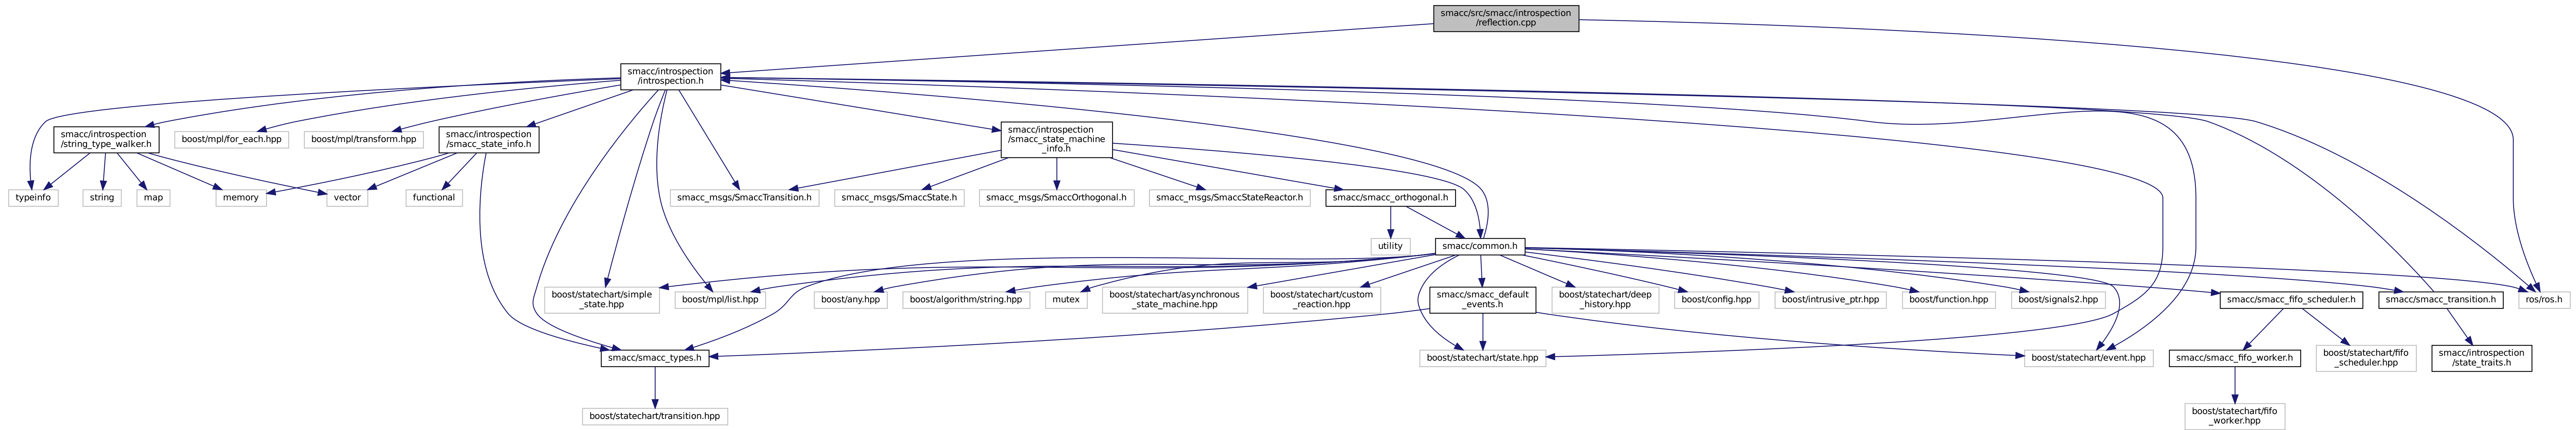 smacc/src/smacc/introspection
/reflection.cpp
smacc/introspection
/introspection.h
smacc/introspection
/string_type_walker.h
boost/mpl/for_each.hpp
boost/mpl/transform.hpp
smacc/introspection
/smacc_state_info.h
smacc/introspection
/smacc_state_machine
_info.h
typeinfo
string
map
memory
vector
functional
smacc_msgs/SmaccTransition.h
smacc_msgs/SmaccState.h
smacc_msgs/SmaccOrthogonal.h
smacc_msgs/SmaccStateReactor.h
smacc/smacc_orthogonal.h
utility
smacc/common.h
boost/statechart/simple
_state.hpp
boost/mpl/list.hpp
boost/any.hpp
boost/algorithm/string.hpp
mutex
boost/statechart/asynchronous
_state_machine.hpp
boost/statechart/custom
_reaction.hpp
smacc/smacc_default
_events.h
boost/statechart/deep
_history.hpp
boost/config.hpp
boost/intrusive_ptr.hpp
boost/function.hpp
boost/signals2.hpp
smacc/smacc_fifo_scheduler.h
smacc/smacc_transition.h
ros/ros.h
smacc/smacc_types.h
boost/statechart/state.hpp
boost/statechart/event.hpp
smacc/smacc_fifo_worker.h
boost/statechart/fifo
_scheduler.hpp
smacc/introspection
/state_traits.h
boost/statechart/transition.hpp
boost/statechart/fifo
_worker.hpp